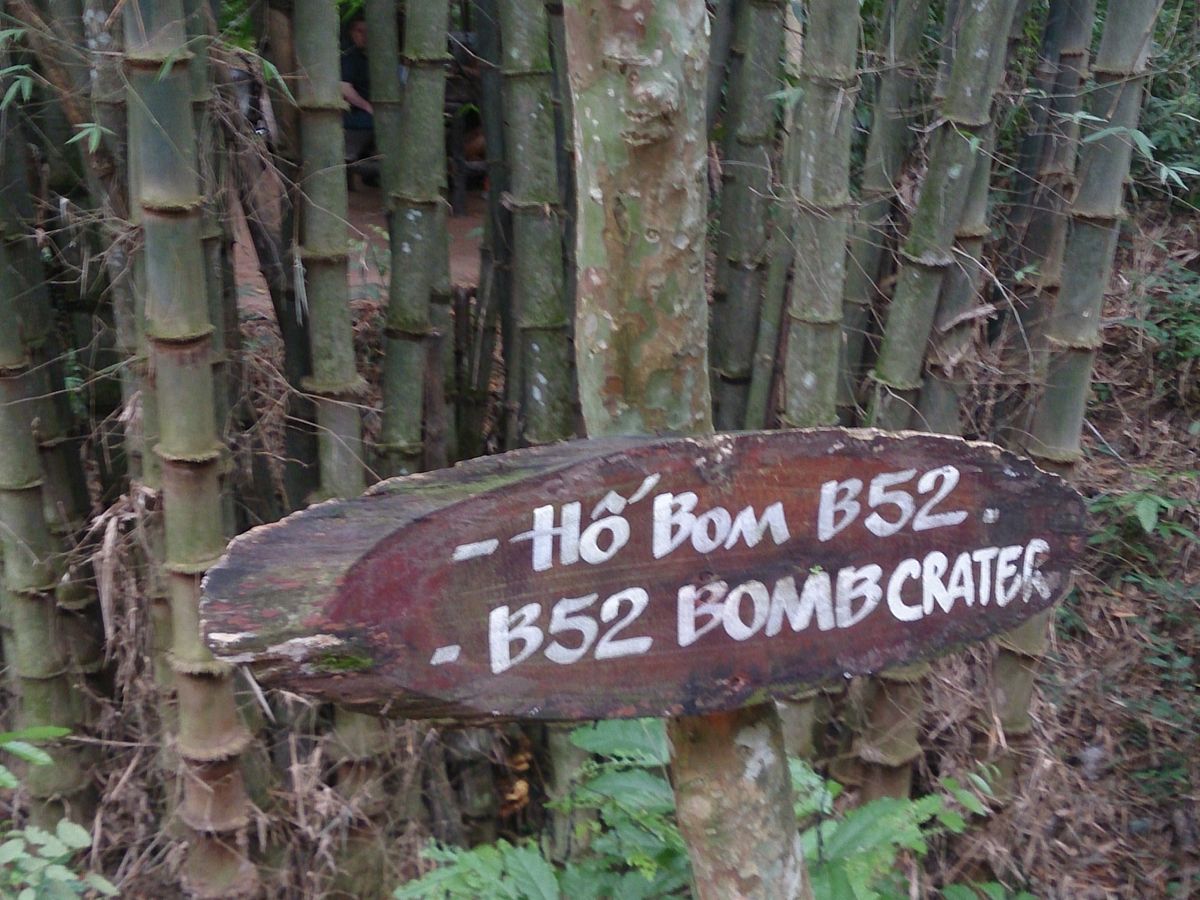 - Hố Bom B52.
- B52 BOMB CRATER